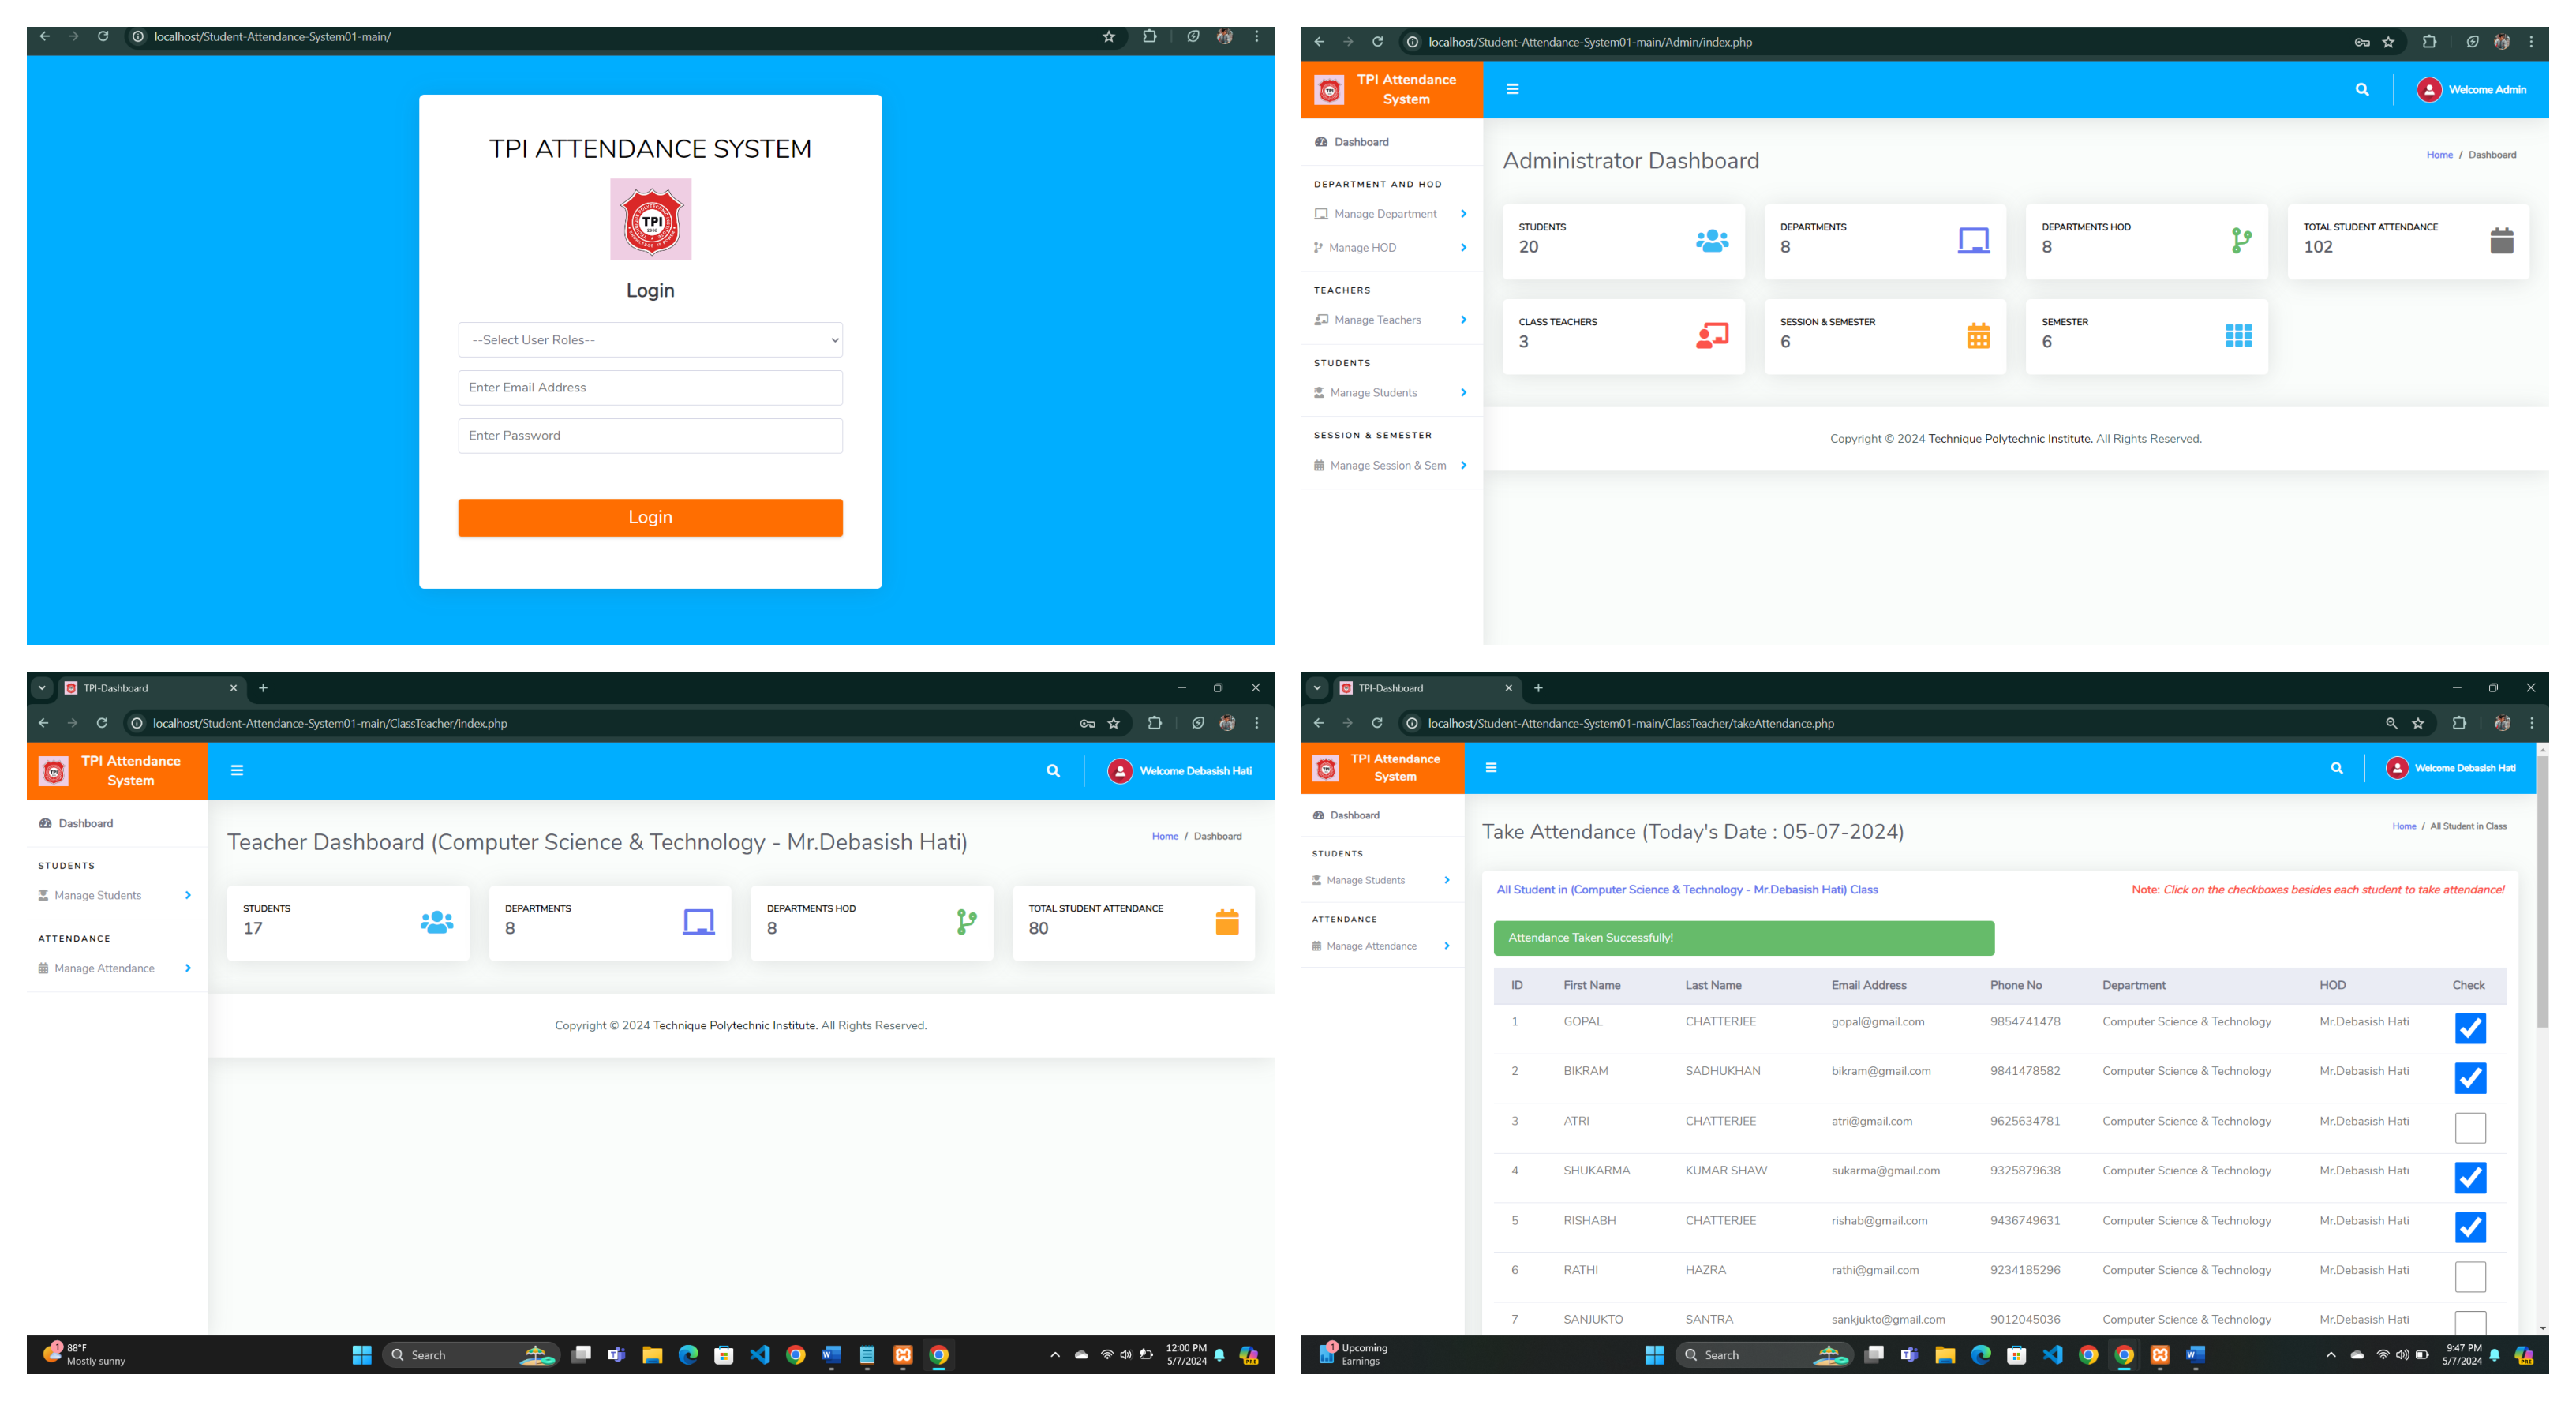 localhost/Student-Attendance-System01-main/
TPI ATTENDANCE SYSTEM
TPI
Login
--Select User Roles--
Enter Email Address
Enter Password
Login
localhost/Student-Attendance-System01-main/Admin/index.php
TPI Attendance
System
Welcome Admin
Dashboard
DEPARTMENT AND HOD
Manage Department
Manage HOD
TEACHERS
Manage Teachers
STUDENTS
Manage Students
SESSION & SEMESTER
Manage Session & Sem
Administrator Dashboard
Home / Dashboard
STUDENTS
20
DEPARTMENTS
8
DEPARTMENTS HOD
8
TOTAL STUDENT ATTENDANCE
102
CLASS TEACHERS
3
SESSION & SEMESTER
6
SEMESTER
6
Copyright © 2024 Technique Polytechnic Institute. All Rights Reserved.
TPI-Dashboard
localhost/Student-Attendance-System01-main/ClassTeacher/index.php
TPI Attendance
System
Welcome Debasish Hati
Dashboard
STUDENTS
Manage Students
ATTENDANCE
Manage Attendance
Teacher Dashboard (Computer Science & Technology - Mr.Debasish Hati)
Home / Dashboard
STUDENTS
17
DEPARTMENTS
8
DEPARTMENTS HOD
8
TOTAL STUDENT ATTENDANCE
80
Copyright © 2024 Technique Polytechnic Institute. All Rights Reserved.
1
88°F
Mostly sunny
Search
12:00 PM
5/7/2024
TPI-Dashboard
localhost/Student-Attendance-System01-main/ClassTeacher/takeAttendance.php
TPI Attendance
System
Welcome Debasish Hati
Dashboard
STUDENTS
Manage Students
ATTENDANCE
Manage Attendance
Take Attendance (Today's Date : 05-07-2024)
Home / All Student in Class
All Student in (Computer Science & Technology - Mr.Debasish Hati) Class
Note: Click on the checkboxes besides each student to take attendance!
Attendance Taken Successfully!
ID First Name Last Name Email Address Phone No Department HOD Check
1 GOPAL CHATTERJEE gopal@gmail.com 9854741478 Computer Science & Technology Mr.Debasish Hati
2 BIKRAM SADHUKHAN bikram@gmail.com 9841478582 Computer Science & Technology Mr.Debasish Hati
3 ATRI CHATTERJEE atri@gmail.com 9625634781 Computer Science & Technology Mr.Debasish Hati
4 SHUKARMA KUMAR SHAW sukarma@gmail.com 9325879638 Computer Science & Technology Mr.Debasish Hati
5 RISHABH CHATTERJEE rishab@gmail.com 9436749631 Computer Science & Technology Mr.Debasish Hati
6 RATHI HAZRA rathi@gmail.com 9234185296 Computer Science & Technology Mr.Debasish Hati
7 SANJUKTO SANTRA sankjukto@gmail.com 9012045036 Computer Science & Technology Mr.Debasish Hati
1
Upcoming
Earnings
Search
9:47 PM
5/7/2024